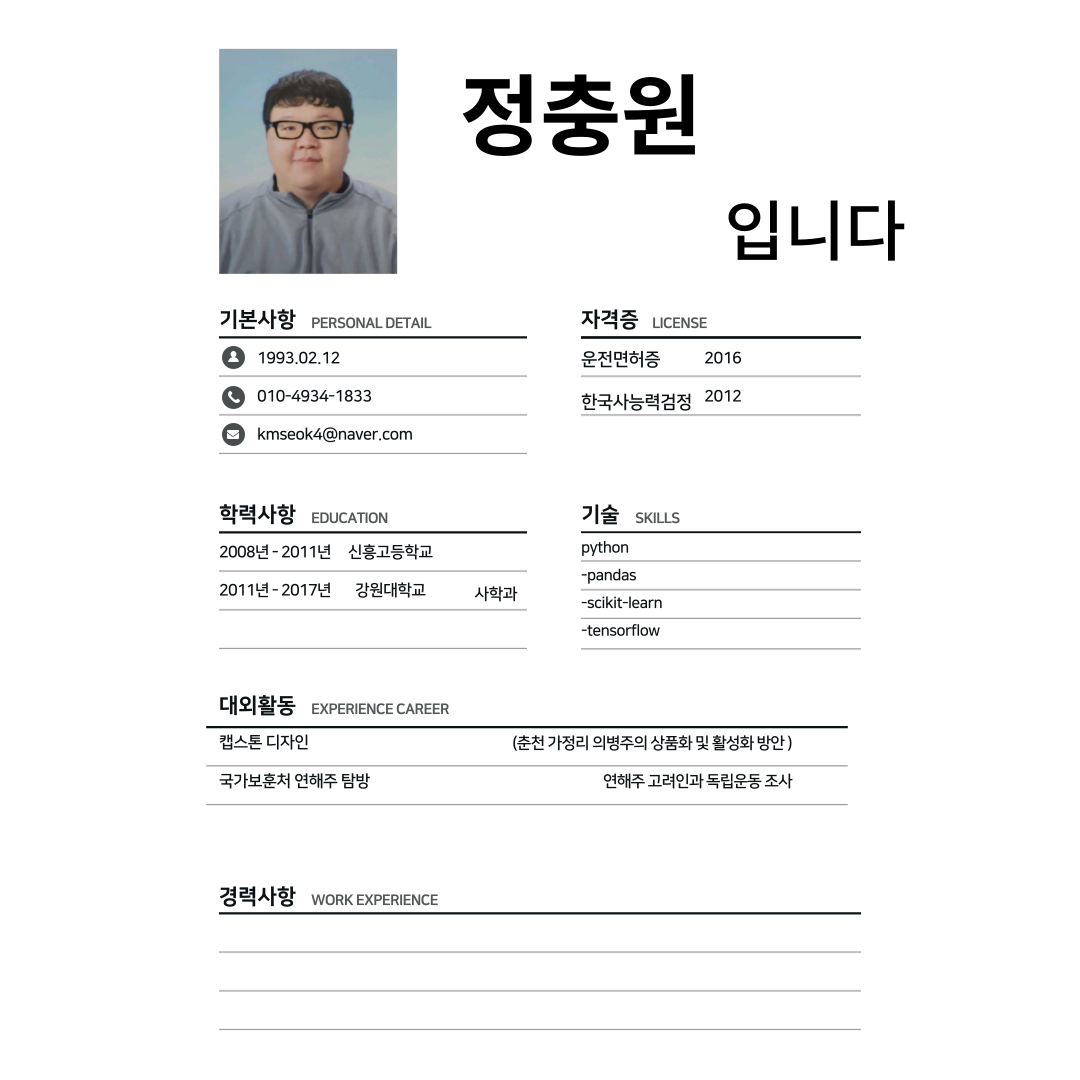 정충원
입니다
기본사항 PERSONAL DETAIL
1993.02.12
010-4934-1833
kmseok4@naver.com
자격증 LICENSE
운전면허증 2016
한국사능력검정 2012
학력사항 EDUCATION
2008년 - 2011년 신흥고등학교
2011년 - 2017년 강원대학교 사학과
기술 SKILLS
python
-pandas
-scikit-learn
-tensorflow
대외활동 EXPERIENCE CAREER
캡스톤 디자인 (춘천 가정리 의병주의 상품화 및 활성화 방안 )
국가보훈처 연해주 탐방 연해주 고려인과 독립운동 조사
경력사항 WORK EXPERIENCE